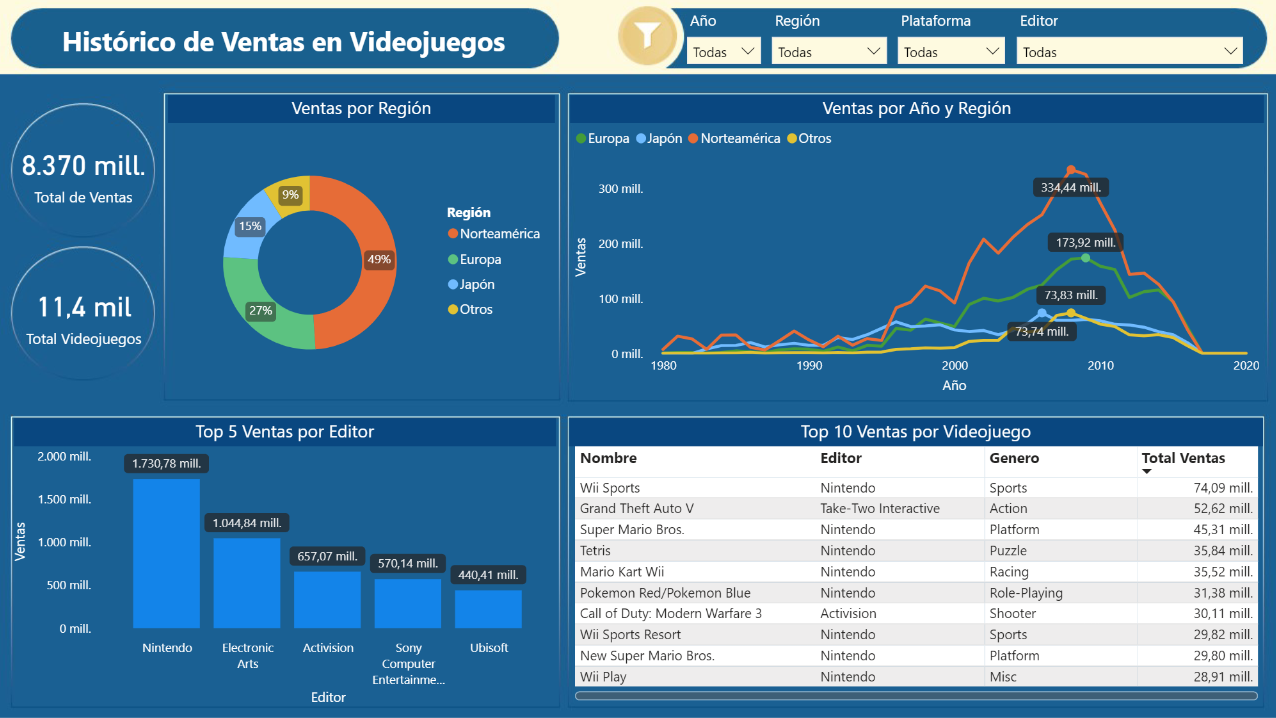 Histórico de Ventas en Videojuegos
Año
Región
Plataforma
Editor
Todas
Todas
Todas
Todas
8.370 mill.
Total de Ventas
11,4 mil
Total Videojuegos
Ventas por Región
9%
15%
49%
27%
Región
Norteamérica
Europa
Japón
Otros
Ventas por Año y Región
Europa Japón Norteamérica Otros
300 mill.
200 mill.
100 mill.
0 mill.
Ventas
334,44 mill.
173,92 mill.
73,83 mill.
73,74 mill.
1980 1990 2000 2010 2020
Año
Top 5 Ventas por Editor
2.000 mill.
1.500 mill.
1.000 mill.
500 mill.
0 mill.
Ventas
1.730,78 mill.
1.044,84 mill.
657,07 mill.
570,14 mill.
440,41 mill.
Nintendo
Electronic
Arts
Activision
Sony
Computer
Entertainme...
Ubisoft
Editor
Top 10 Ventas por Videojuego
Nombre Editor Genero Total Ventas
Wii Sports Nintendo Sports 74,09 mill.
Grand Theft Auto V Take-Two Interactive Action 52,62 mill.
Super Mario Bros. Nintendo Platform 45,31 mill.
Tetris Nintendo Puzzle 35,84 mill.
Mario Kart Wii Nintendo Racing 35,52 mill.
Pokemon Red/Pokemon Blue Nintendo Role-Playing 31,38 mill.
Call of Duty: Modern Warfare 3 Activision Shooter 30,11 mill.
Wii Sports Resort Nintendo Sports 29,82 mill.
New Super Mario Bros. Nintendo Platform 29,80 mill.
Wii Play Nintendo Misc 28,91 mill.